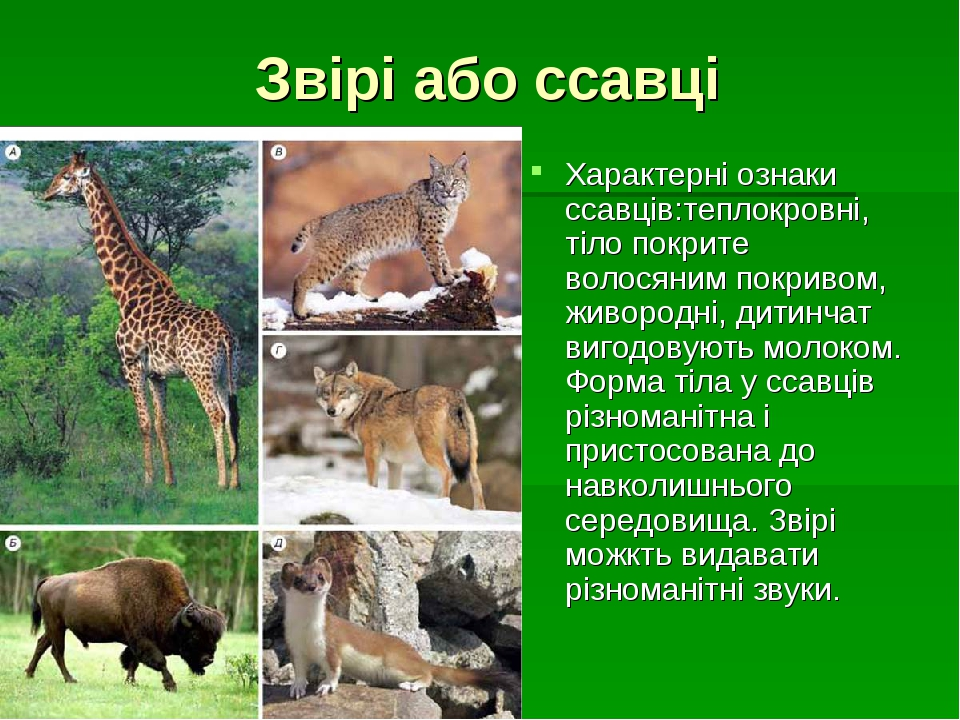 Звірі або ссавці
А
В
Г
Б
Д
Характерні ознаки
ссавців:теплокровні,
тіло покрите
волосяним покривом,
живородні, дитинчат
вигодовують молоком.
Форма тіла у ссавців
різноманітна і
пристосована до
навколишнього
середовища. Звірі
можкть видавати
різноманітні звуки.